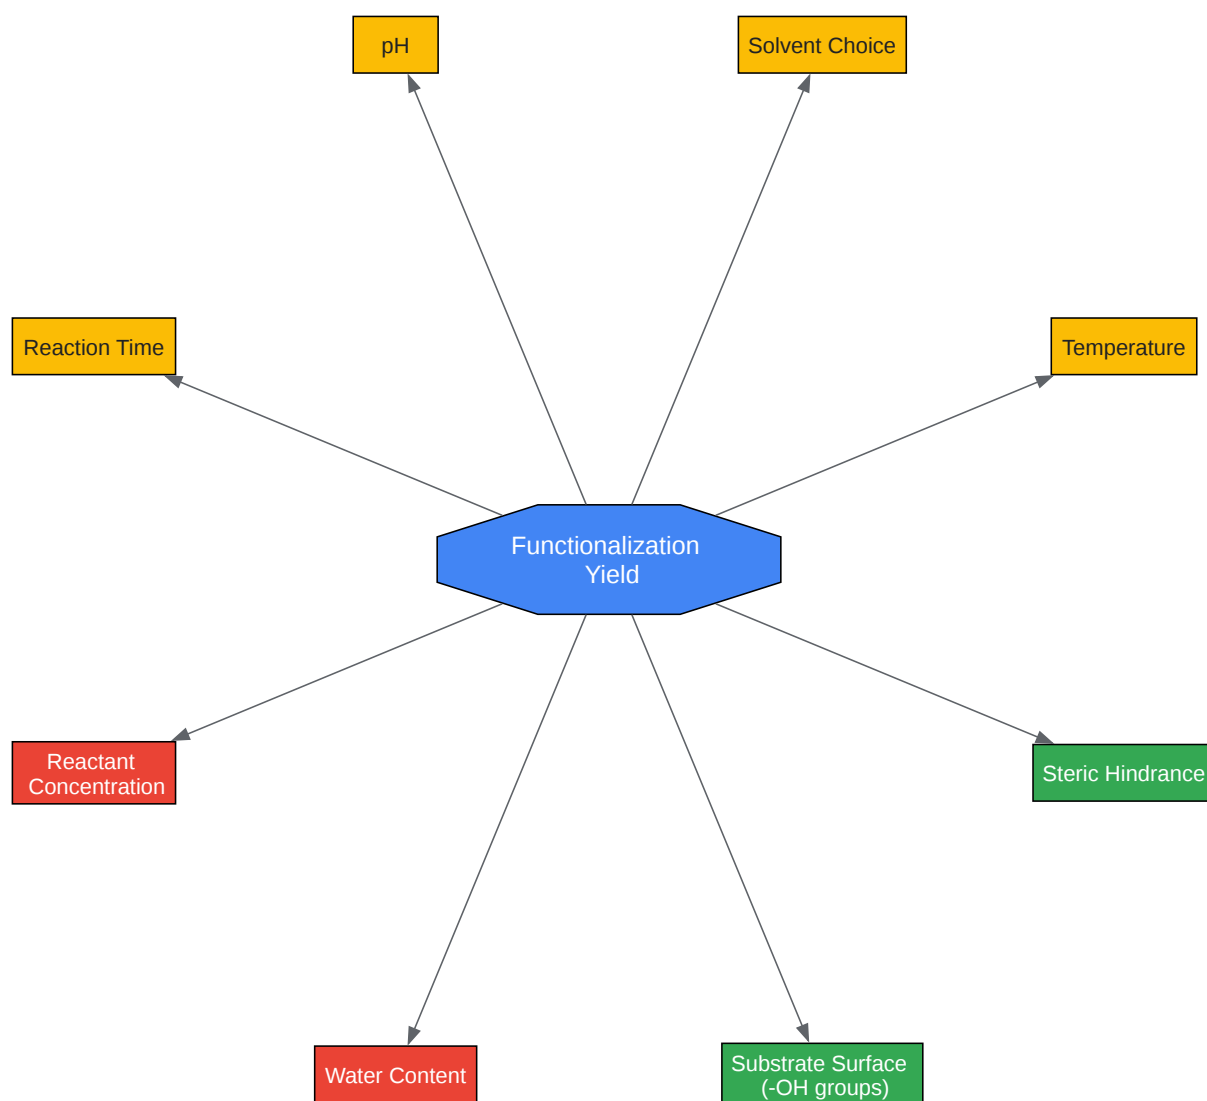 pH
Solvent Choice
Reaction Time
Temperature
Functionalization
Yield
Reactant
Concentration
Steric Hindrance
Water Content
Substrate Surface
(-OH groups)